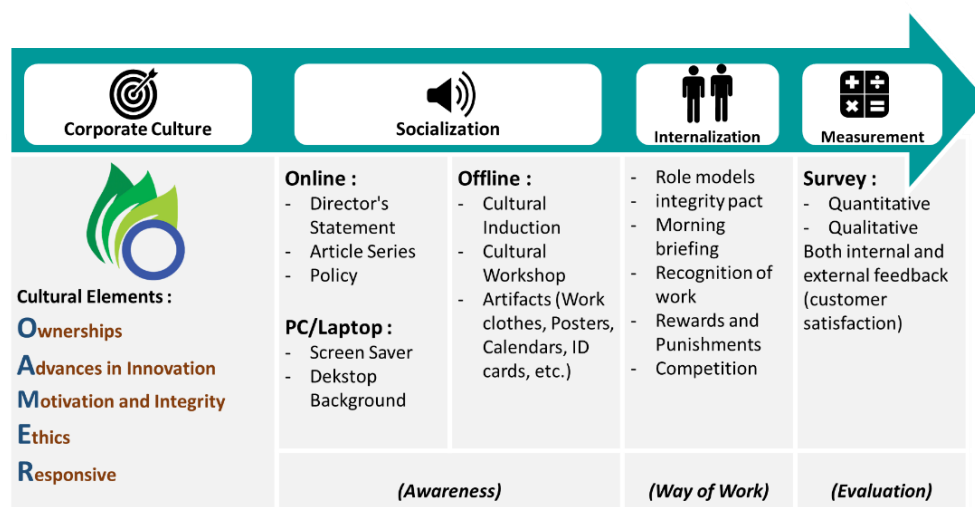 Corporate Culture
Socialization
Internalization
Measurement
Cultural Elements :
Ownerships
Advances in Innovation
Motivation and Integrity
Ethics
Responsive
Online :
- Director's
Statement
- Article Series
- Policy
PC/Laptop :
- Screen Saver
- Dekstop
Background
Offline :
- Cultural
Induction
- Cultural
Workshop
- Artifacts (Work
clothes, Posters,
Calendars, ID
cards, etc.)
- Role models
- integrity pact
- Morning
briefing
- Recognition of
work
- Rewards and
Punishments
- Competition
Survey :
- Quantitative
- Qualitative
Both internal and
external feedback
(customer
satisfaction)
(Awareness)
(Way of Work)
(Evaluation)